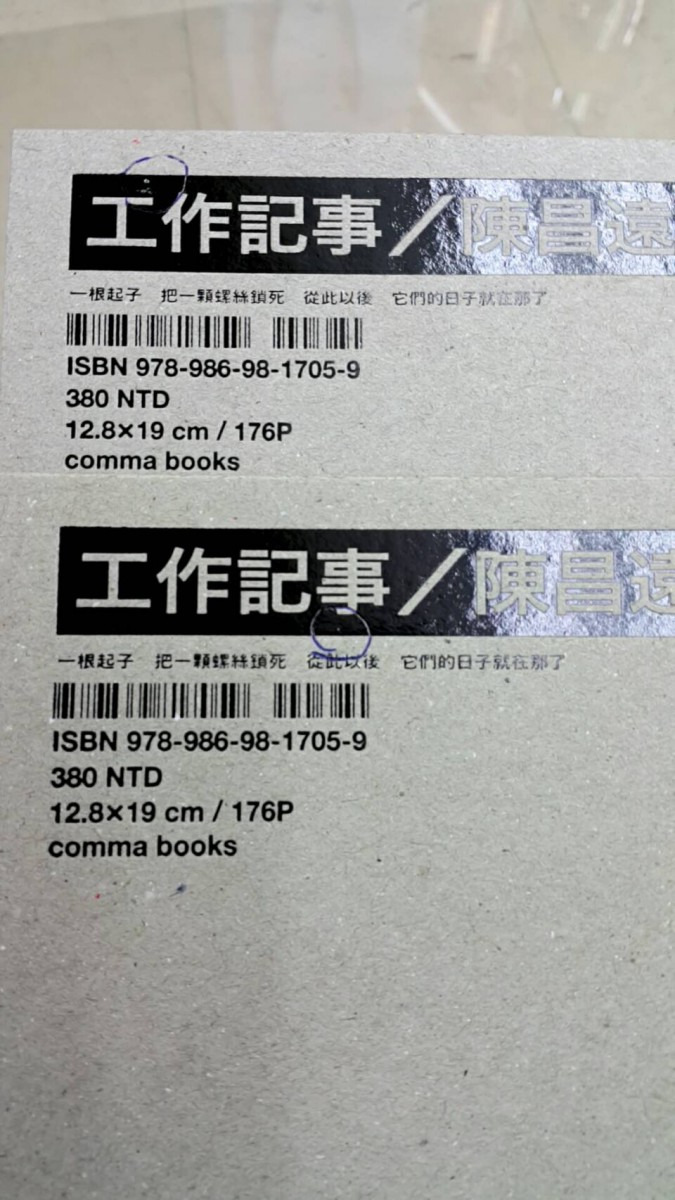 工作記事／陳昌遠
一根起子　把一顆螺絲鎖死　從此以後　它們的日子就在那了
ISBN 978-986-98-1705-9
380 NTD
12.8×19 cm / 176P
comma books
工作記事／陳昌遠
一根起子　把一顆螺絲鎖死　從此以後　它們的日子就在那了
ISBN 978-986-98-1705-9
380 NTD
12.8×19 cm / 176P
comma books